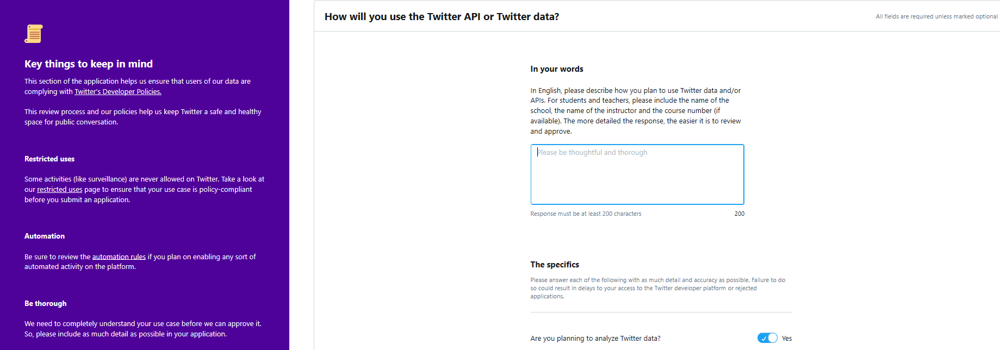 Key things to keep in mind
This section of the application helps us ensure that users of our data are
complying with Twitter's Developer Policies.
This review process and our policies help us keep Twitter a safe and healthy
space for public conversation.
Restricted uses
Some activities (like surveillance) are never allowed on Twitter. Take a look at
our restricted uses page to ensure that your use case is policy-compliant
before you submit an application.
Automation
Be sure to review the automation rules if you plan on enabling any sort of
automated activity on the platform.
Be thorough
We need to completely understand your use case before we can approve it.
So, please include as much detail as possible in your application.
How will you use the Twitter API or Twitter data?
All fields are required unless marked optional
In your words
In English, please describe how you plan to use Twitter data and/or
APIs. For students and teachers, please include the name of the
school, the name of the instructor and the course number (if
available). The more detailed the response, the easier it is to review
and approve.
Please be thoughtful and thorough
Response must be at least 200 characters
200
The specifics
Please answer each of the following with as much detail and accuracy as possible. Failure to do
so could result in delays to your access to the Twitter developer platform or rejected
applications.
Are you planning to analyze Twitter data?
Yes